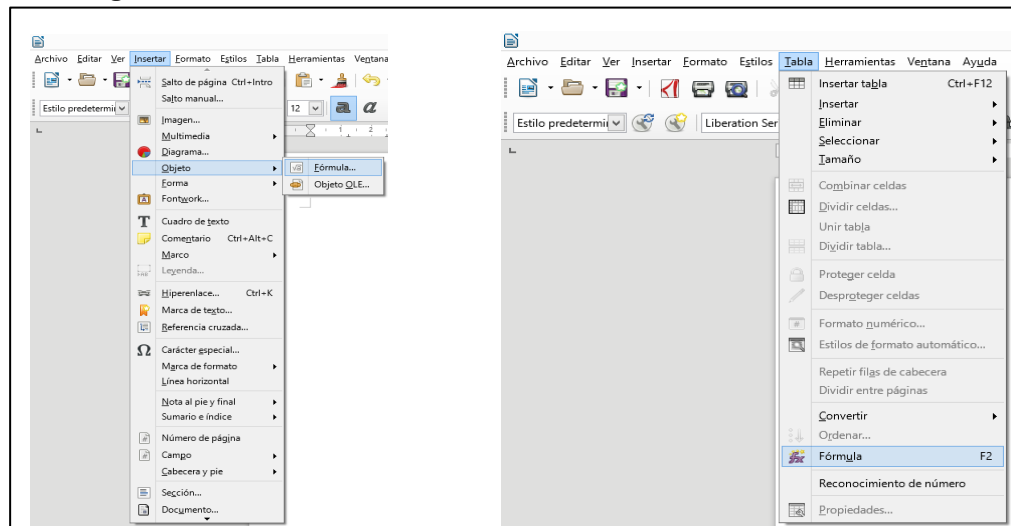 Archivo Editar Ver Insertar Formato Estilos Tabla Herramientas Ventana
Salto de página Ctrl+Intro
Salto manual...
Estilo predetermi
12
a a
1 2
Imagen...
Multimedia
Diagrama...
Objeto
Fórmula...
Objeto OLE...
Forma
Fontwork...
Cuadro de texto
Comentario Ctrl+Alt+C
Marco
Leyenda...
Hiperenlace... Ctrl+K
Marca de texto...
Referencia cruzada...
Carácter especial...
Marca de formato
Línea horizontal
Nota al pie y final
Sumario e índice
Número de página
Campo
Cabecera y pie
Sección...
Documento...
Archivo Editar Ver Insertar Formato Estilos Tabla Herramientas Ventana Ayuda
Estilo predetermi
Liberation Ser
Insertar tabla Ctrl+F12
Insertar
Eliminar
Seleccionar
Tamaño
Combinar celdas
Dividir celdas...
Unir tabla
Dividir tabla...
Proteger celda
Desproteger celdas
Formato numérico...
Estilos de formato automático...
Repetir filas de cabecera
Dividir entre páginas
Convertir
Ordenar...
Fórmula F2
Reconocimiento de número
Propiedades...